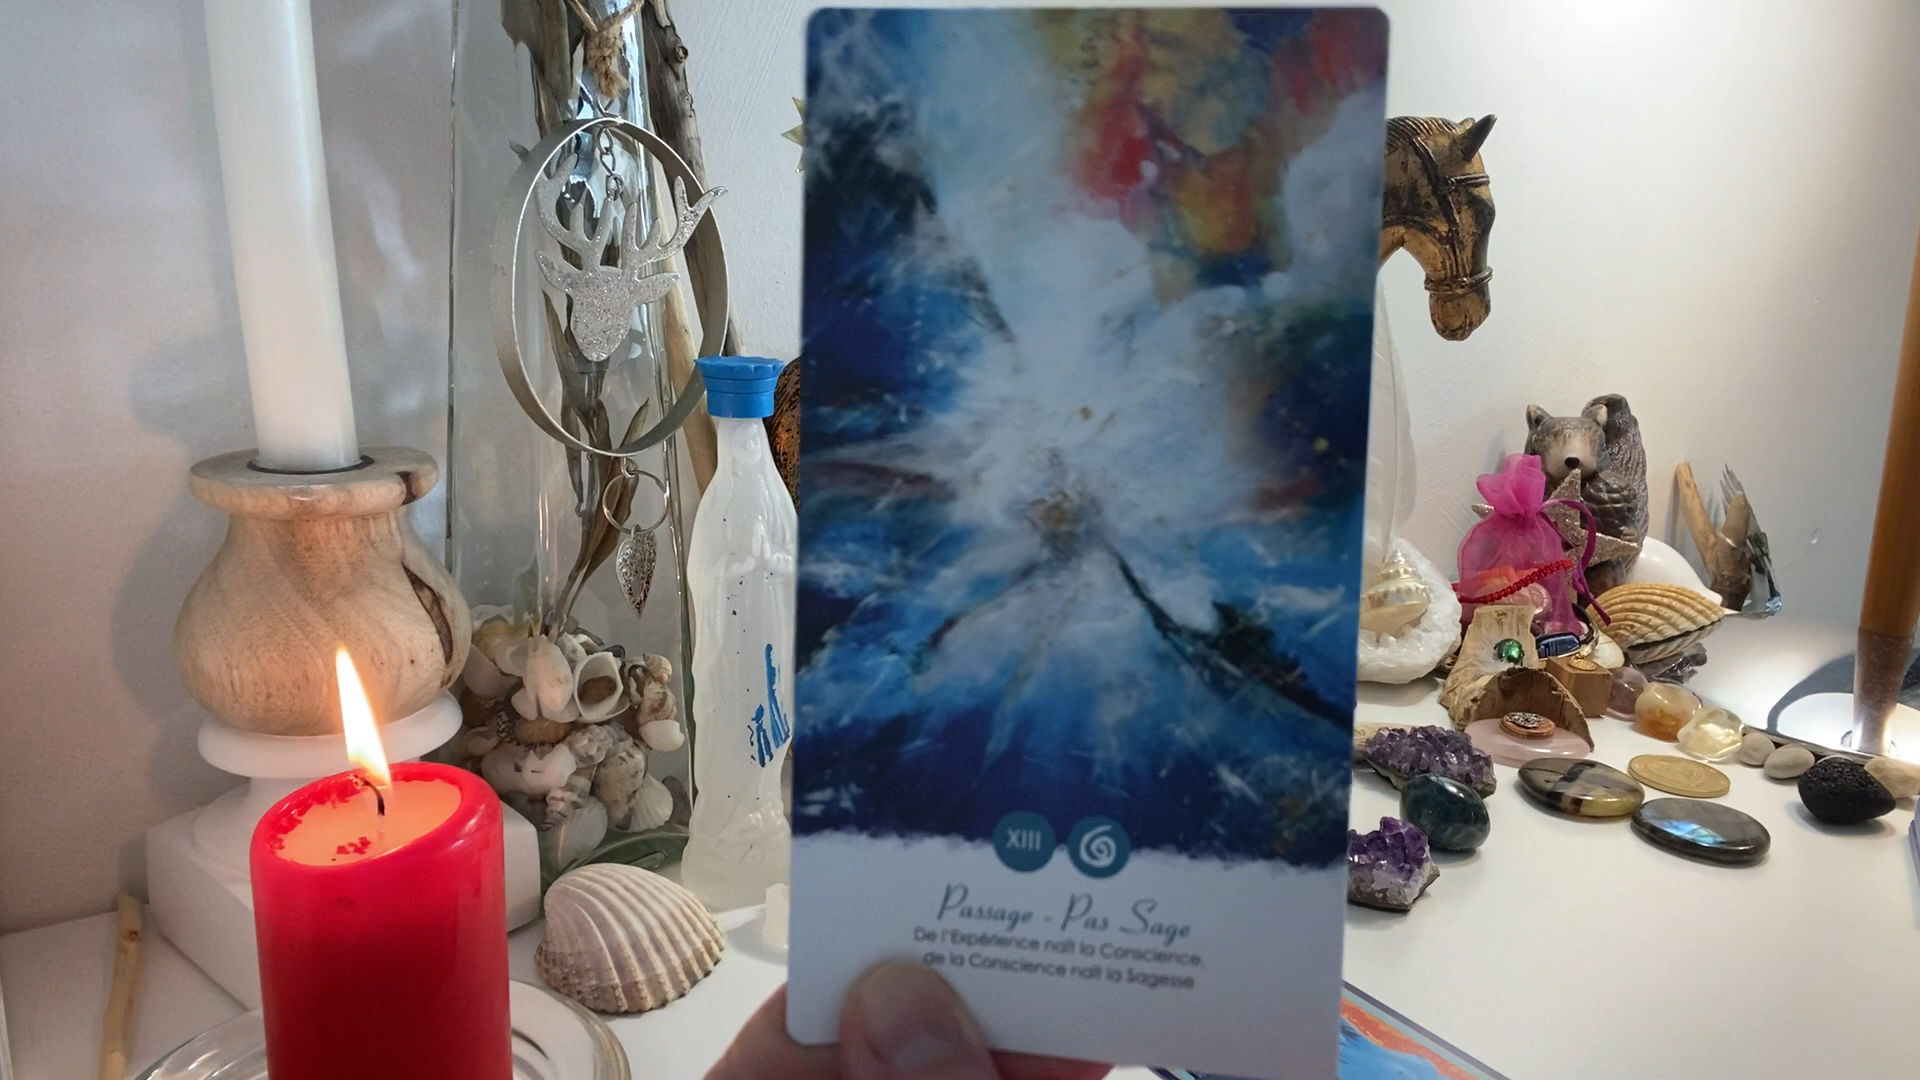 XIII
Passage - Pas Sage
De l'Expérience naît la Conscience,
de la Conscience naît la Sagesse